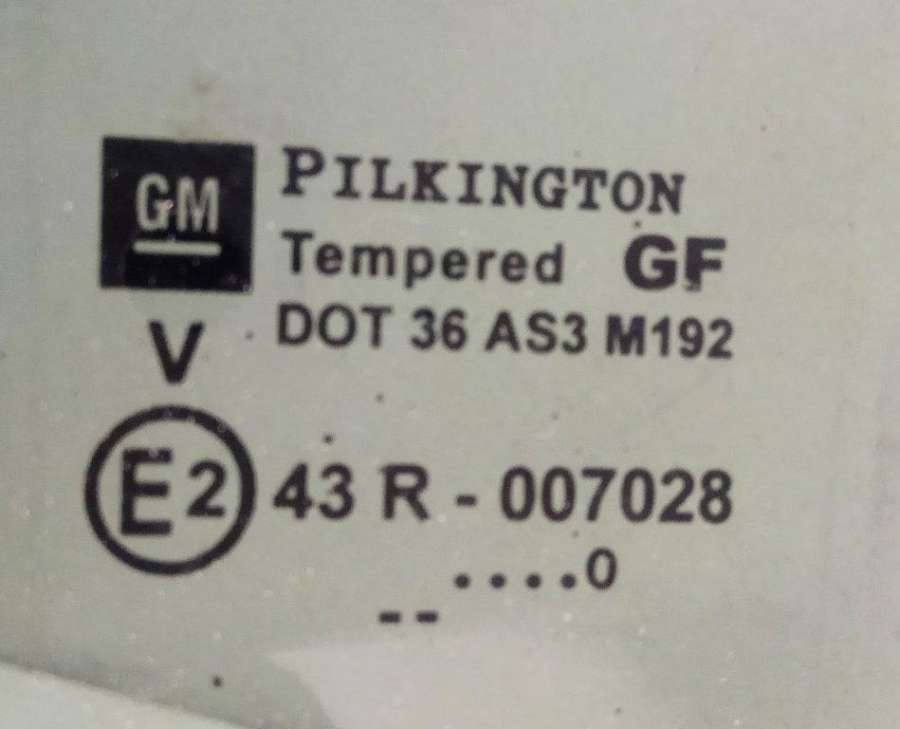 GM PILKINGTON
Tempered GF
DOT 36 AS3 M192
V
E2 43 R - 007028
....0
--